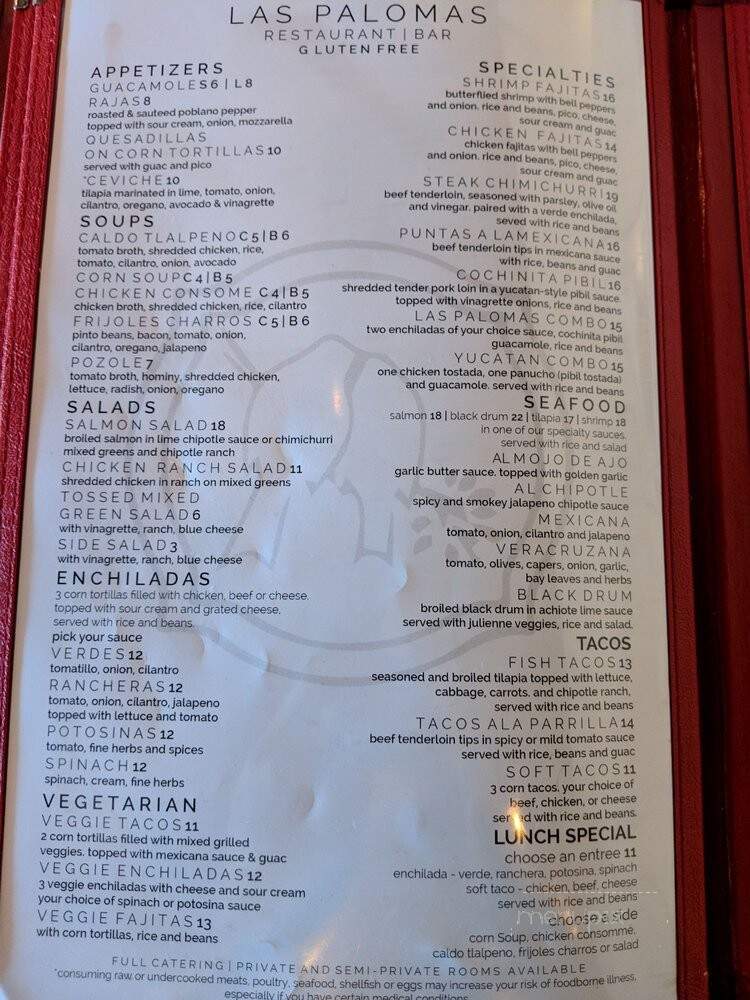 LAS PALOMAS
RESTAURANT | BAR
GLUTEN FREE
APPETIZERS
GUACAMOLE S6 | L8
RAJAS 8
roasted & sauteed poblano pepper
topped with sour cream, onion, mozzarella
QUESADILLAS
ON CORN TORTILLAS 10
served with guac and pico
*CEVICHE 10
tilapia marinated in lime, tomato, onion,
cilantro, oregano, avocado & vinagrette
SOUPS
CALDO TLALPENO C5 | B6
tomato broth, shredded chicken, rice,
tomato, cilantro, onion, avocado
CORN SOUP C4 | B5
CHICKEN CONSOME C4 | B5
chicken broth, shredded chicken, rice, cilantro
FRIJOLES CHARROS C5 | B6
pinto beans, bacon, tomato, onion,
cilantro, oregano, jalapeno
POZOLE 7
tomato broth, hominy, shredded chicken,
lettuce, radish, onion, oregano
SALADS
SALMON SALAD 18
broiled salmon in lime chipotle sauce or chimichurri
mixed greens and chipotle ranch
CHICKEN RANCH SALAD 11
shredded chicken in ranch on mixed greens
TOSSED MIXED
GREEN SALAD 6
with vinagrette, ranch, blue cheese
SIDE SALAD 3
with vinagrette, ranch, blue cheese
ENCHILADAS
3 corn tortillas filled with chicken, beef or cheese.
topped with sour cream and grated cheese.
served with rice and beans.
pick your sauce
VERDES 12
tomatillo, onion, cilantro
RANCHERAS 12
tomato, onion, cilantro, jalapeno
topped with lettuce and tomato
POTOSINAS 12
tomato, fine herbs and spices
SPINACH 12
spinach, cream, fine herbs
VEGETARIAN
VEGGIE TACOS 11
2 corn tortillas filled with mixed grilled
veggies. topped with mexicana sauce & guac
VEGGIE ENCHILADAS 12
3 veggie enchiladas with cheese and sour cream
your choice of spinach or potosina sauce
VEGGIE FAJITAS 13
with corn tortillas, rice and beans
SPECIALTIES
SHRIMP FAJITAS 16
butterflied shrimp with bell peppers
and onion. rice and beans, pico, cheese,
sour cream and guac
CHICKEN FAJITAS 14
chicken fajitas with bell peppers
and onion. rice and beans, pico, cheese,
sour cream and guac
STEAK CHIMICHURRI 19
beef tenderloin, seasoned with parsley, olive oil
and vinegar. paired with a verde enchilada,
seved with rice and beans
PUNTAS A LA MEXICANA 16
beef tenderloin tips in mexicana sauce
with rice, beans and guac
COCHINITA PIBIL 16
shredded tender pork loin in a yucatan-style pibil sauce.
topped with vinagrette onions, rice and beans
LAS PALOMAS COMBO 15
two enchiladas of your choice sauce, cochinita pibil
guacamole, rice and beans
YUCATAN COMBO 15
one chicken tostada, one panucho (pibil tostada)
and guacamole. served with rice and beans
SEAFOOD
salmon 18 | black drum 22 | tilapia 17 | shrimp 18
in one of our specialty sauces.
served with rice and salad
AL MOJO DE AJO
garlic butter sauce. topped with golden garlic
AL CHIPOTLE
spicy and smokey jalapeno chipotle sauce
MEXICANA
tomato, onion, cilantro and jalapeno
VERACRUZANA
tomato, olives, capers, onion, garlic,
bay leaves and herbs
BLACK DRUM
broiled black drum in achiote lime sauce
served with julienne veggies, rice and salad.
TACOS
FISH TACOS 13
seasoned and broiled tilapia topped with lettuce,
cabbage, carrots. and chipotle ranch,
served with rice and beans
TACOS ALA PARRILLA 14
beef tenderloin tips in spicy or mild tomato sauce
served with rice, beans and guac
SOFT TACOS 11
3 corn tacos. your choice of
beef, chicken, or cheese
served with rice and beans.
LUNCH SPECIAL
choose an entree 11
enchilada - verde, ranchera, potosina, spinach
soft taco - chicken, beef, cheese
served with rice and beans
choose a side
corn Soup, chicken consommé,
caldo tlalpeno, frijoles charros or salad
FULL CATERING | PRIVATE AND SEMI-PRIVATE ROOMS AVAILABLE
*consuming raw or undercooked meats, poultry, seafood, shellfish or eggs may increase your risk of foodborne illness,
especially if you have certain medical conditions